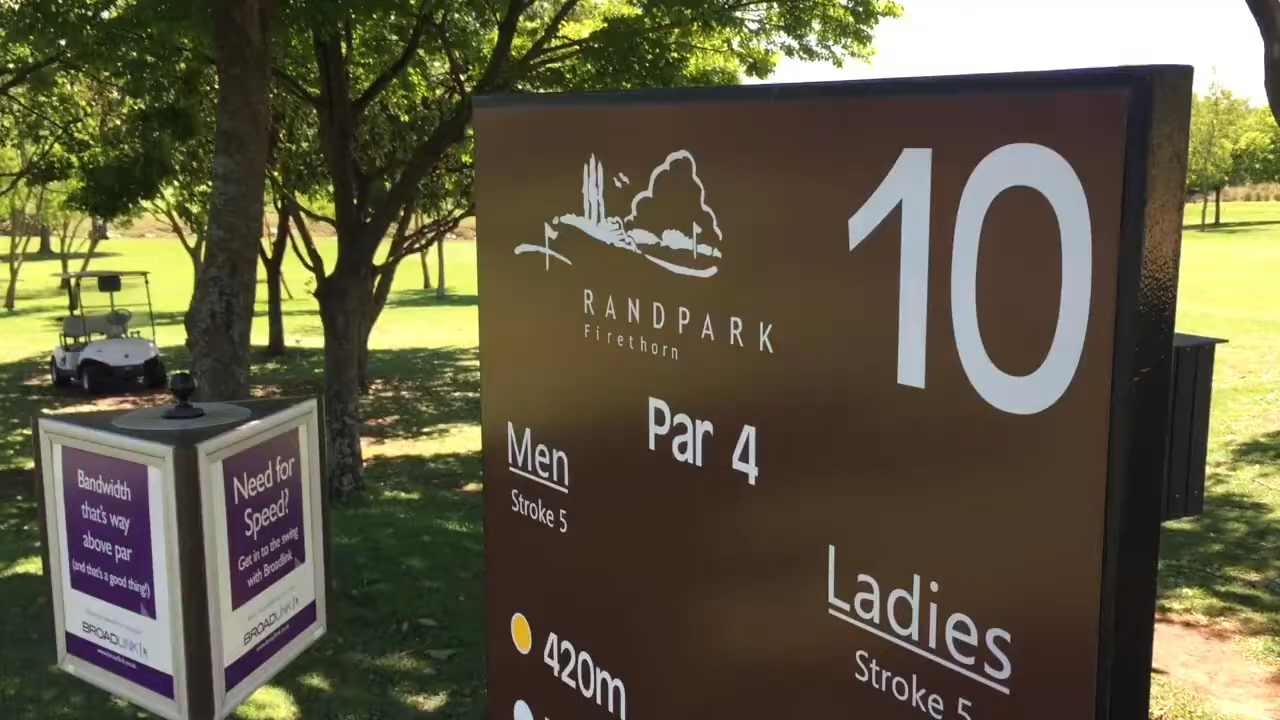 RANDPARK
Firethorn
10
Par 4
Men
Stroke 5
420m
Ladies
Stroke 5
Bandwidth
that's way
above par
(and that's a good thing!)
BROADLINK
Need for
Speed?
Get in to the swing
with Broadlink
BROADLINK